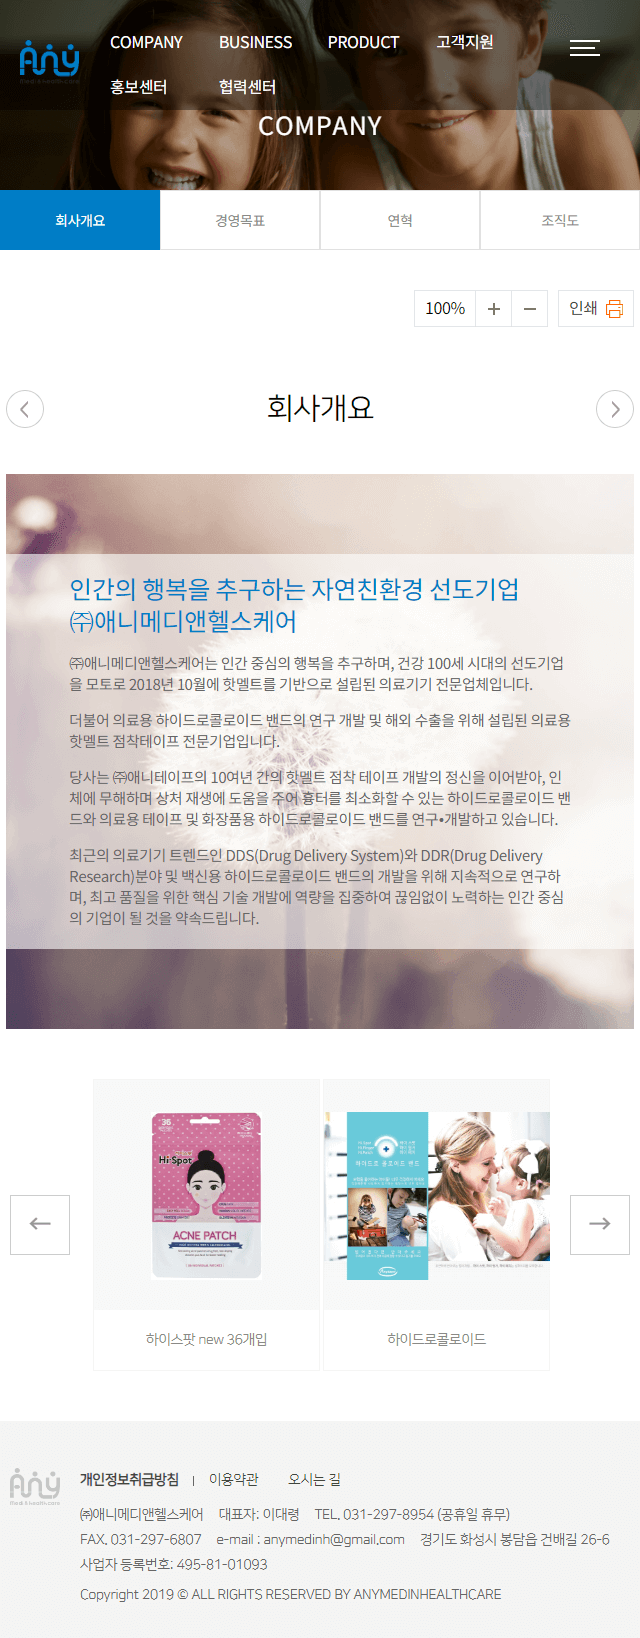 Any
COMPANY BUSINESS PRODUCT 고객지원
홍보센터 협력센터
COMPANY
회사개요 경영목표 연혁 조직도
100% + − 인쇄
회사개요
인간의 행복을 추구하는 자연친환경 선도기업
㈜애니메디앤헬스케어
㈜애니메디앤헬스케어는 인간 중심의 행복을 추구하며, 건강 100세 시대의 선도기업
을 모토로 2018년 10월에 핫멜트를 기반으로 설립된 의료기기 전문업체입니다.
더불어 의료용 하이드로콜로이드 밴드의 연구 개발 및 해외 수출을 위해 설립된 의료용
핫멜트 점착테이프 전문기업입니다.
당사는 ㈜애니테이프의 10여년 간의 핫멜트 점착 테이프 개발의 정신을 이어받아, 인
체에 무해하며 상처 재생에 도움을 주어 흉터를 최소화할 수 있는 하이드로콜로이드 밴
드와 의료용 테이프 및 화장품용 하이드로콜로이드 밴드를 연구•개발하고 있습니다.
최근의 의료기기 트렌드인 DDS(Drug Delivery System)와 DDR(Drug Delivery
Research)분야 및 백신용 하이드로콜로이드 밴드의 개발을 위해 지속적으로 연구하
며, 최고 품질을 위한 핵심 기술 개발에 역량을 집중하여 끊임없이 노력하는 인간 중심
의 기업이 될 것을 약속드립니다.
36
Hi·Spot
ACNE PATCH
하이드로 콜로이드 밴드
하이스팟 new 36개입
하이드로콜로이드
Any
개인정보취급방침 | 이용약관 오시는 길
㈜애니메디앤헬스케어 대표자: 이대령 TEL. 031-297-8954 (공휴일 휴무)
FAX. 031-297-6807 e-mail : anymedinh@gmail.com 경기도 화성시 봉담읍 건배길 26-6
사업자 등록번호: 495-81-01093
Copyright 2019 © ALL RIGHTS RESERVED BY ANYMEDINHEALTHCARE